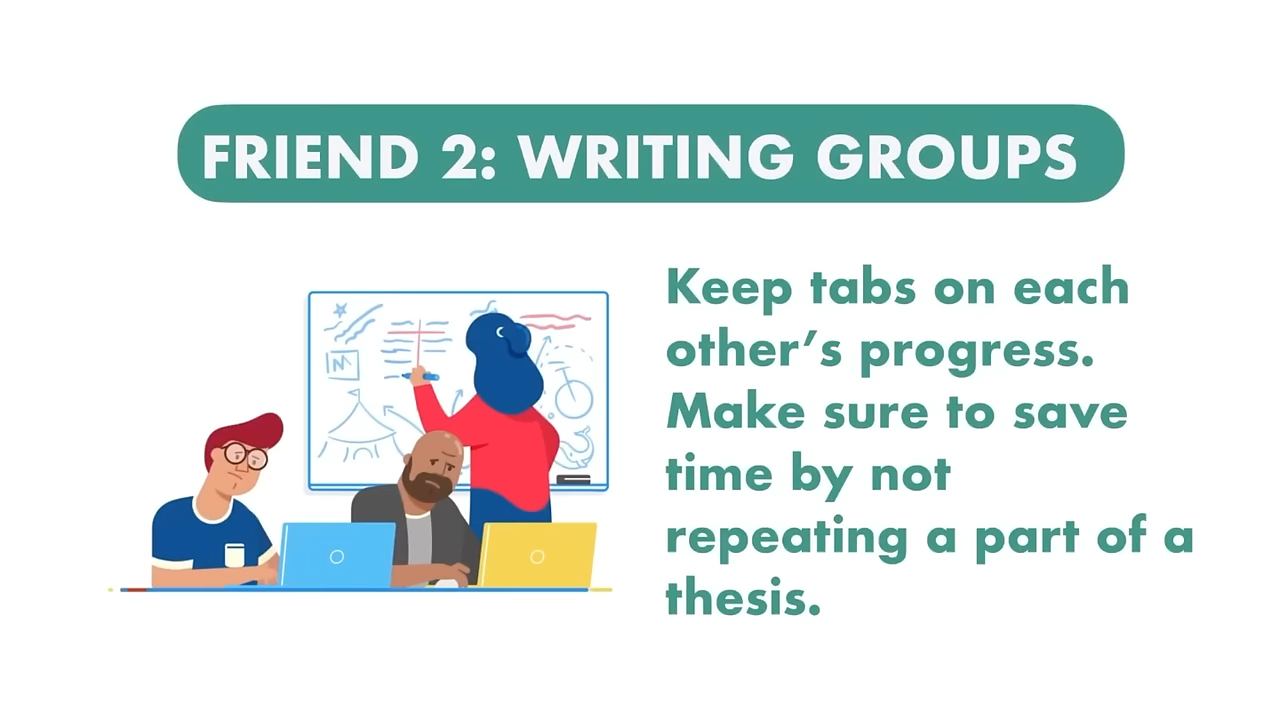 FRIEND 2: WRITING GROUPS
Keep tabs on each
other’s progress.
Make sure to save
time by not
repeating a part of a
thesis.